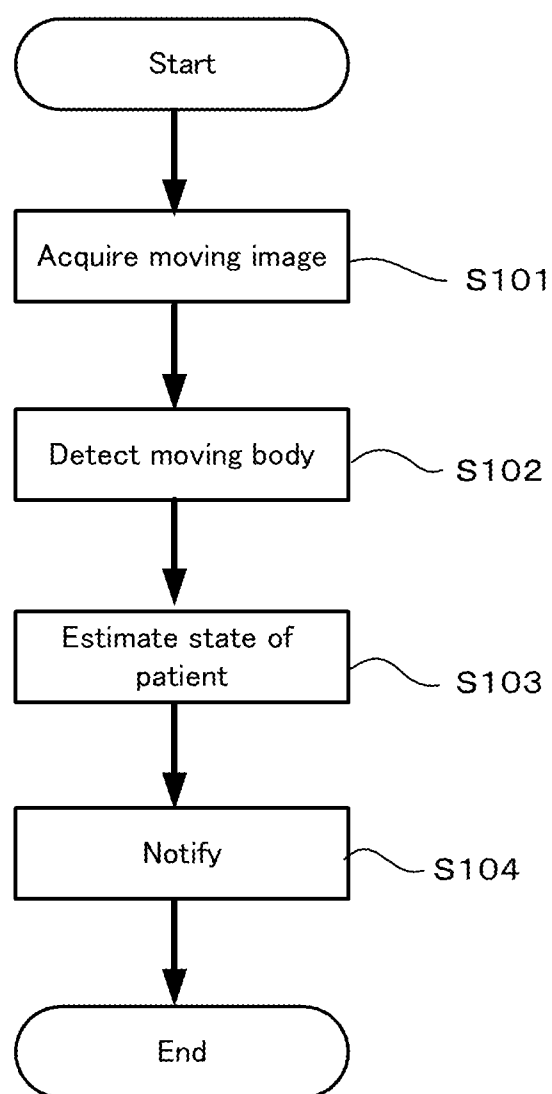 Start
Acquire moving image
S101
Detect moving body
S102
Estimate state of
patient
S103
Notify
S104
End